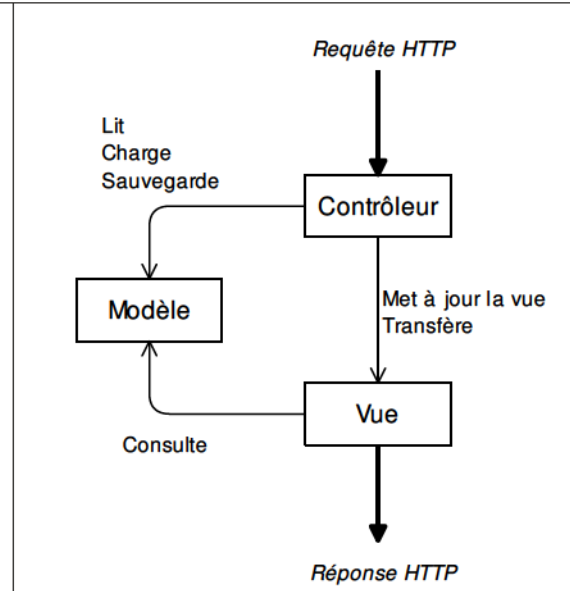 Requête HTTP
Lit
Charge
Sauvegarde
Contrôleur
Modèle
Met à jour la vue
Transfère
Vue
Consulte
Réponse HTTP